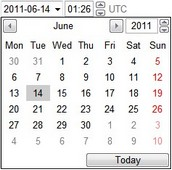 2011-06-14 01:26 UTC
June 2011
Mon Tue Wed Thu Fri Sat Sun
30 31 1 2 3 4 5
6 7 8 9 10 11 12
13 14 15 16 17 18 19
20 21 22 23 24 25 26
27 28 29 30 1 2 3
4 5 6 7 8 9 10
Today